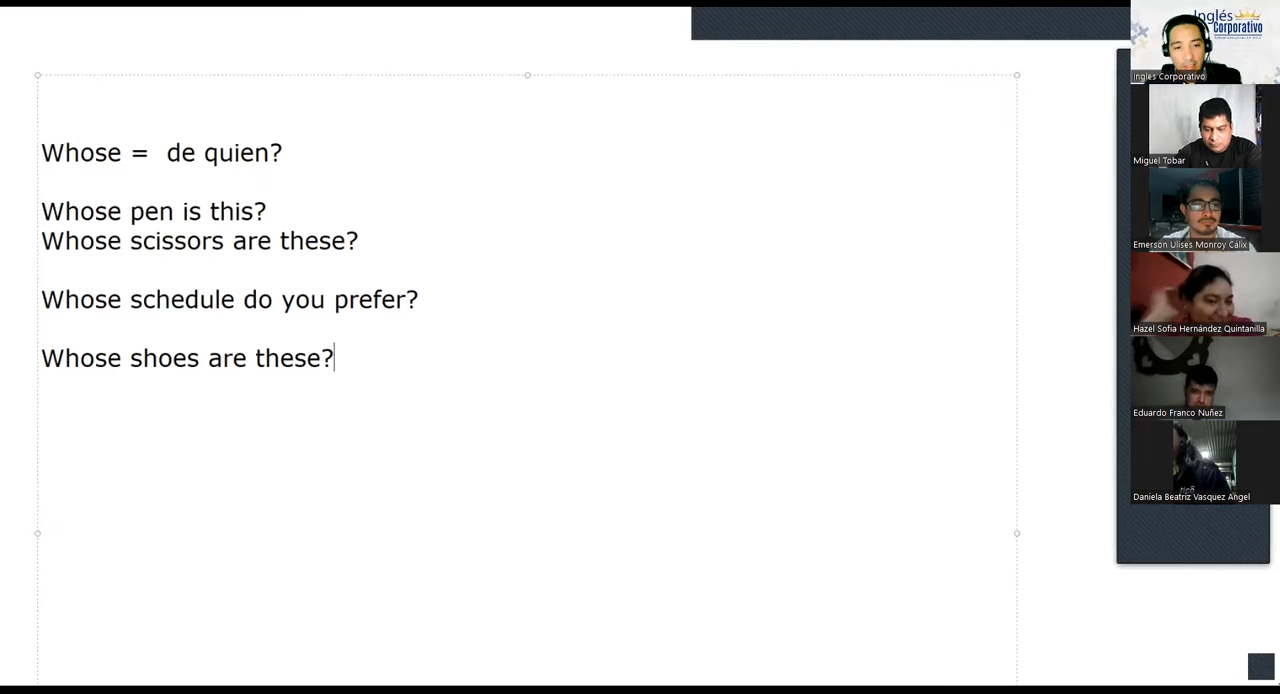 Whose =  de quien?
Whose pen is this?
Whose scissors are these?
Whose schedule do you prefer?
Whose shoes are these?
Inglés
Corporativo
Ingles Corporativo
Miguel Tobar
Emerson Ulises Monroy Cálix
Hazel Sofia Hernández Quintanilla
Eduardo Franco Nuñez
Daniela Beatriz Vasquez Angel